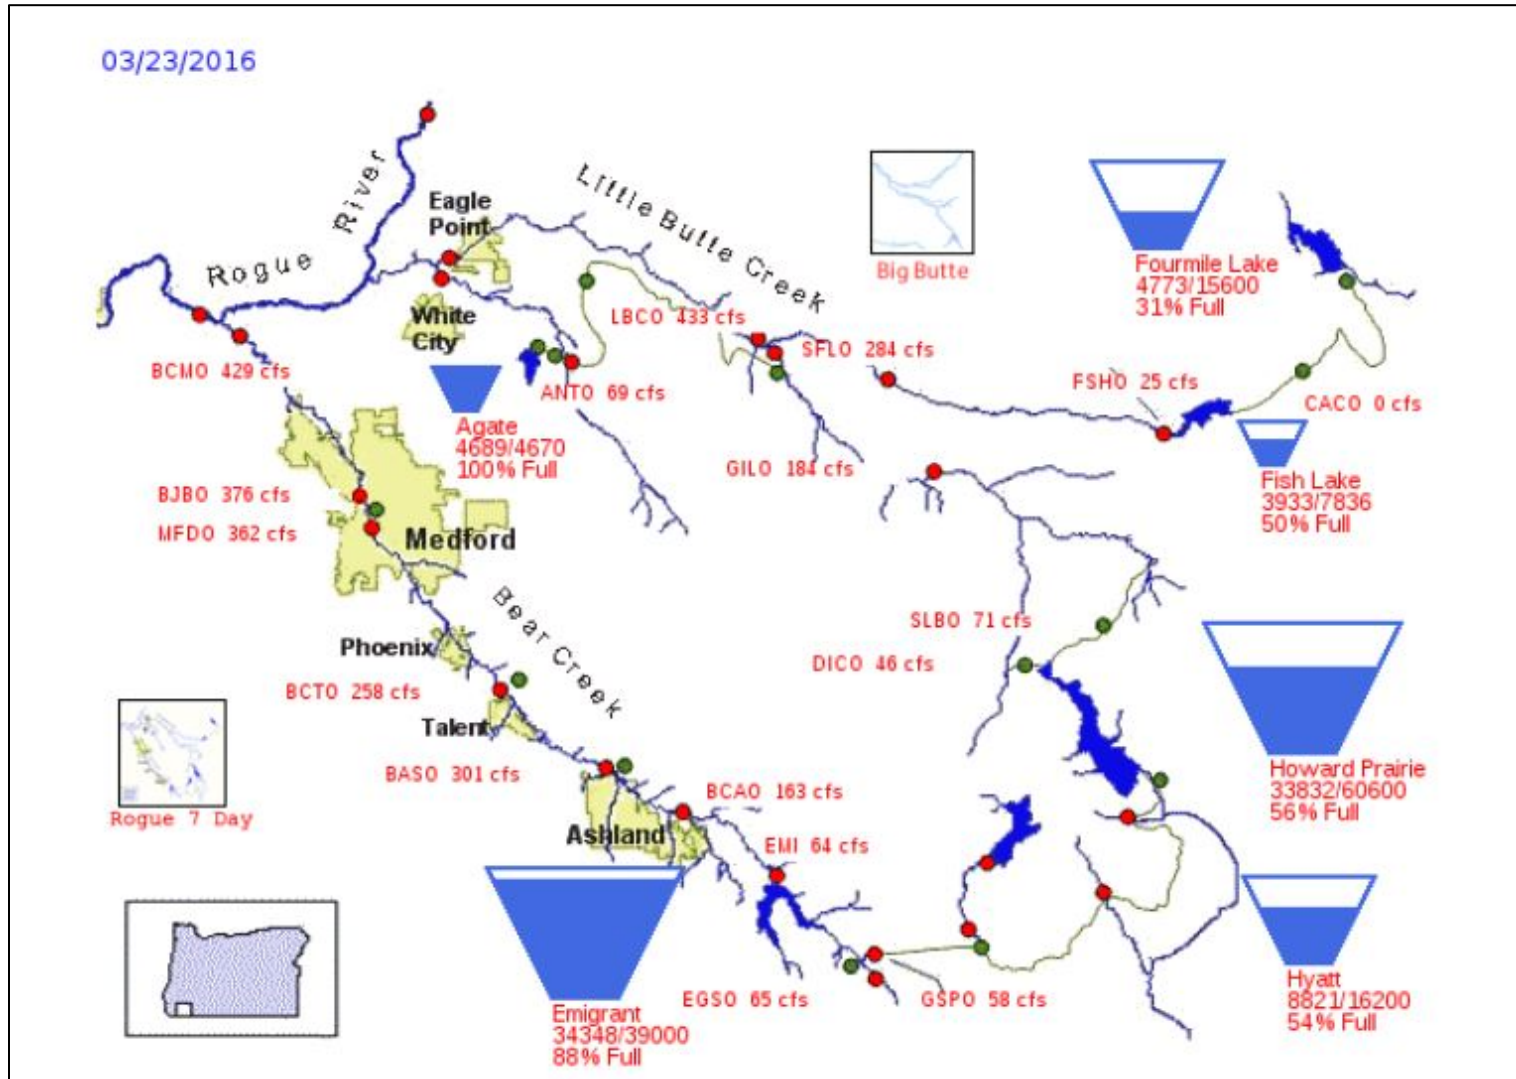 03/23/2016
Rogue River
Eagle
Point
Little Butte Creek
Big Butte
Fourmile Lake
4773/15600
31% Full
White
City
LBCO 433 cfs
SFLO 284 cfs
BCMO 429 cfs
ANTO 69 cfs
FSHO 25 cfs
CACO 0 cfs
Agate
4689/4670
100% Full
GILO 184 cfs
Fish Lake
3933/7836
50% Full
BJBO 376 cfs
MFDO 362 cfs
Medford
Bear Creek
SLBO 71 cfs
Phoenix
DICO 46 cfs
BCTO 258 cfs
Talent
Howard Prairie
33832/60600
56% Full
BASO 301 cfs
BCAO 163 cfs
Rogue 7 Day
Ashland
EMI 64 cfs
EGSO 65 cfs
GSPO 58 cfs
Hyatt
8821/16200
54% Full
Emigrant
34348/39000
88% Full